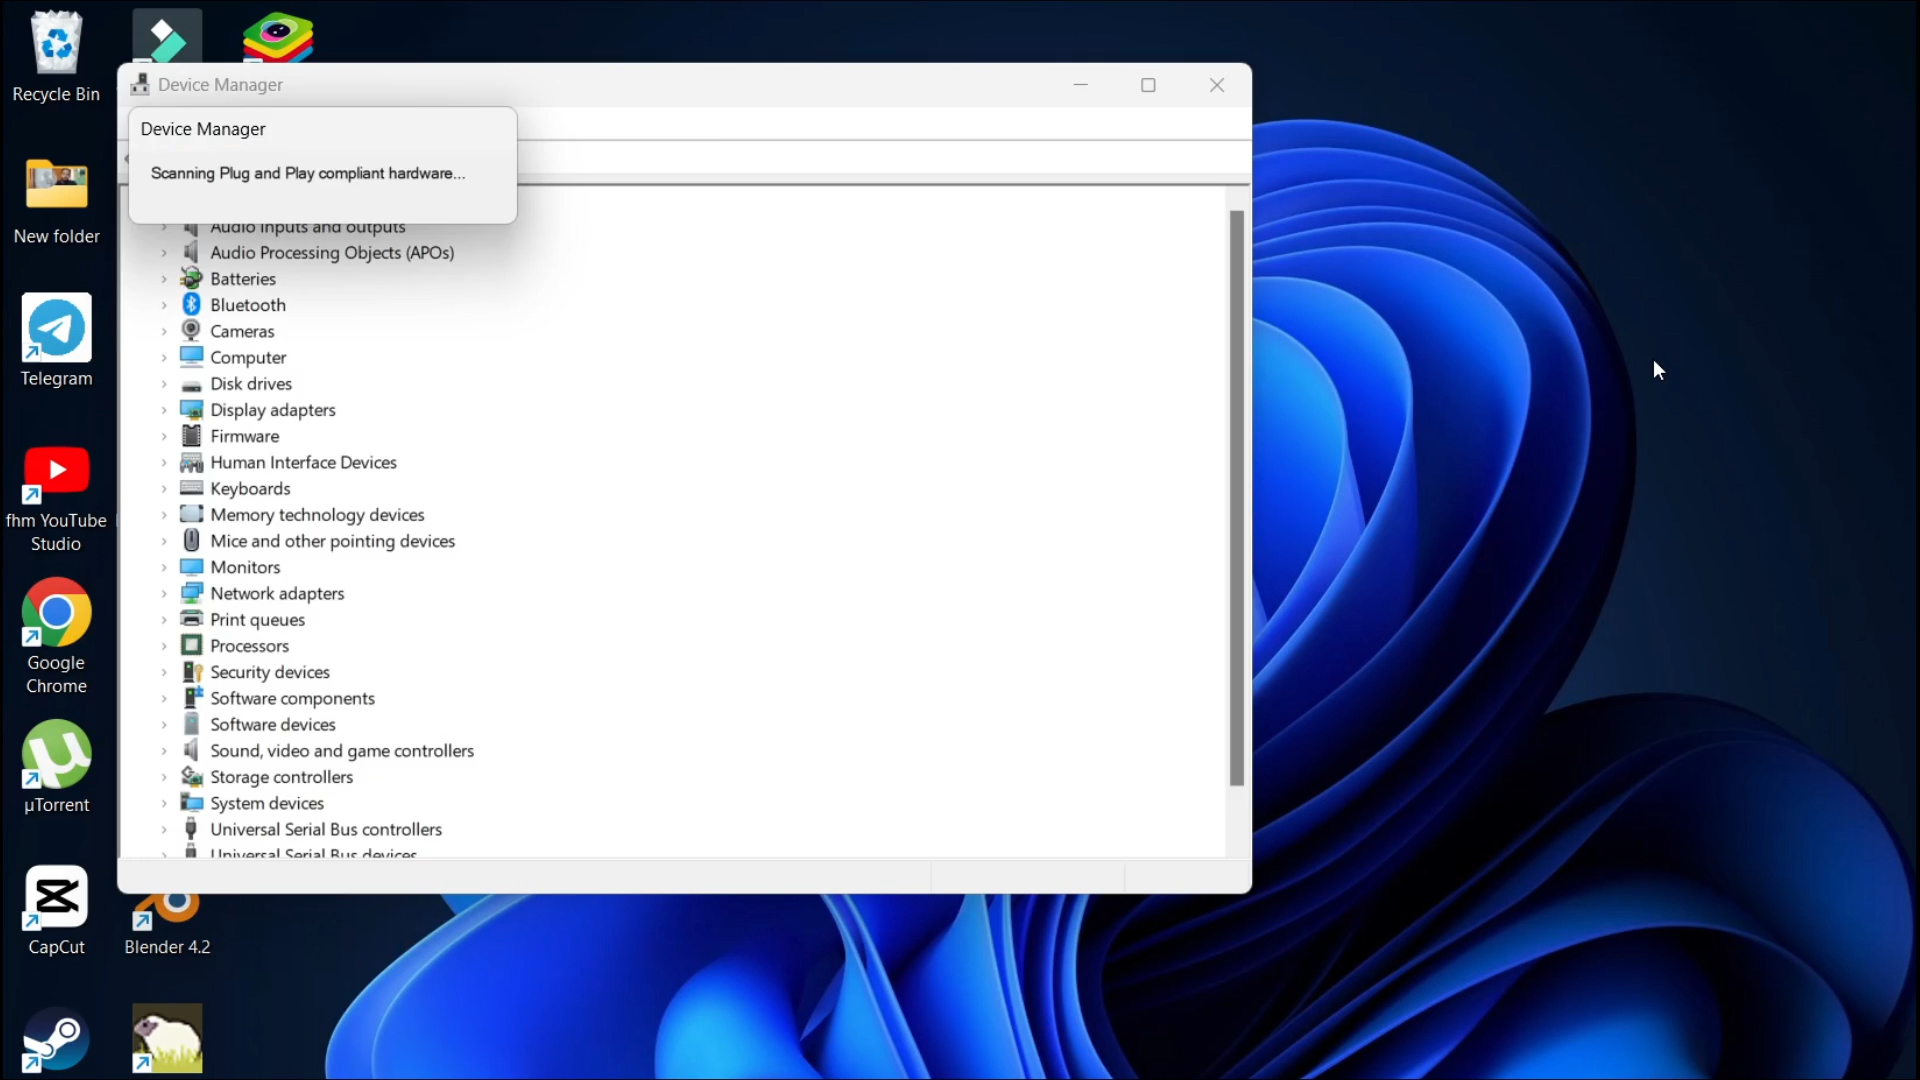 Recycle Bin
New folder
Telegram
fhm YouTube
Studio
Google
Chrome
µTorrent
CapCut
Blender 4.2
Device Manager
Device Manager
Scanning Plug and Play compliant hardware...
Audio inputs and outputs
Audio Processing Objects (APOs)
Batteries
Bluetooth
Cameras
Computer
Disk drives
Display adapters
Firmware
Human Interface Devices
Keyboards
Memory technology devices
Mice and other pointing devices
Monitors
Network adapters
Print queues
Processors
Security devices
Software components
Software devices
Sound, video and game controllers
Storage controllers
System devices
Universal Serial Bus controllers
Universal Serial Bus devices